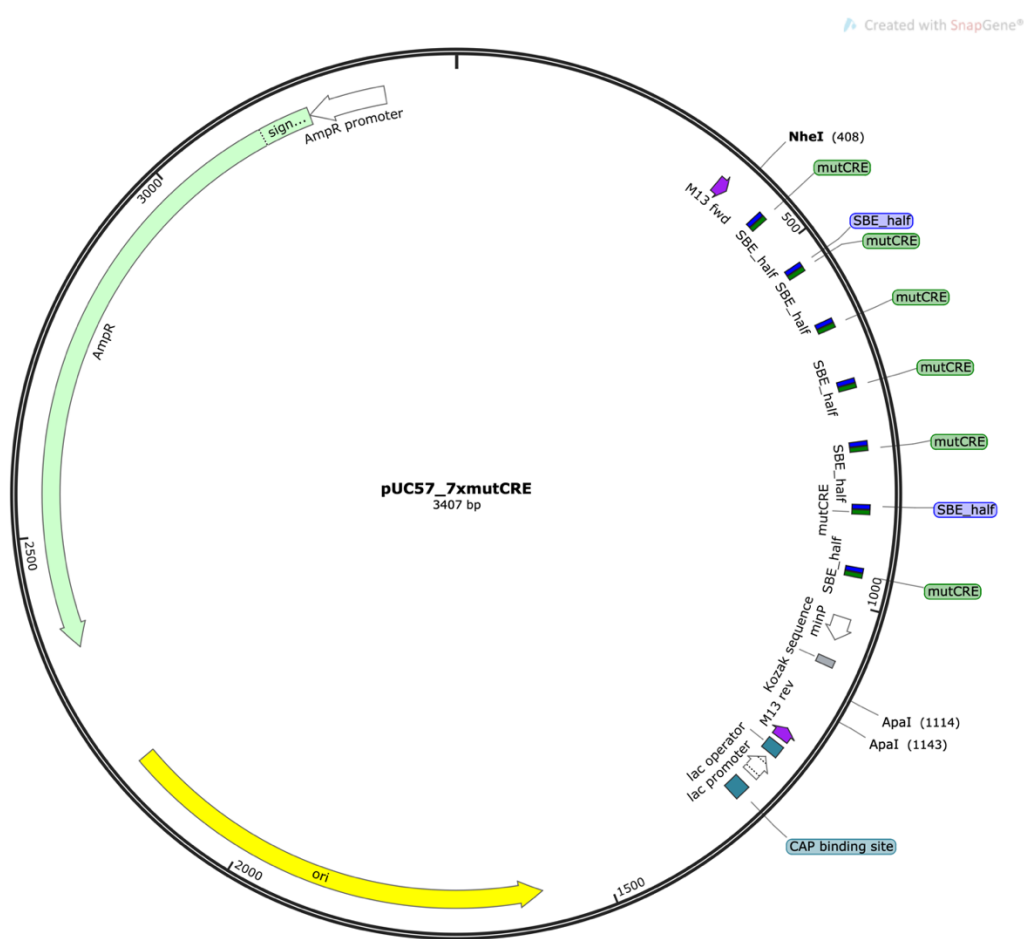 Created with SnapGene®
sign...
AmpR promoter
NheI (408)
mutCRE
M13 fwd
3000
500
SBE_half
SBE_half
mutCRE
SBE_half
mutCRE
AmpR
mutCRE
SBE_half
mutCRE
SBE_half
pUC57_7xmutCRE
3407 bp
mutCRE
SBE_half
2500
SBE_half
mutCRE
1000
minP
Kozak sequence
M13 rev
ApaI (1114)
ApaI (1143)
lac operator
lac promoter
CAP binding site
2000
ori
1500